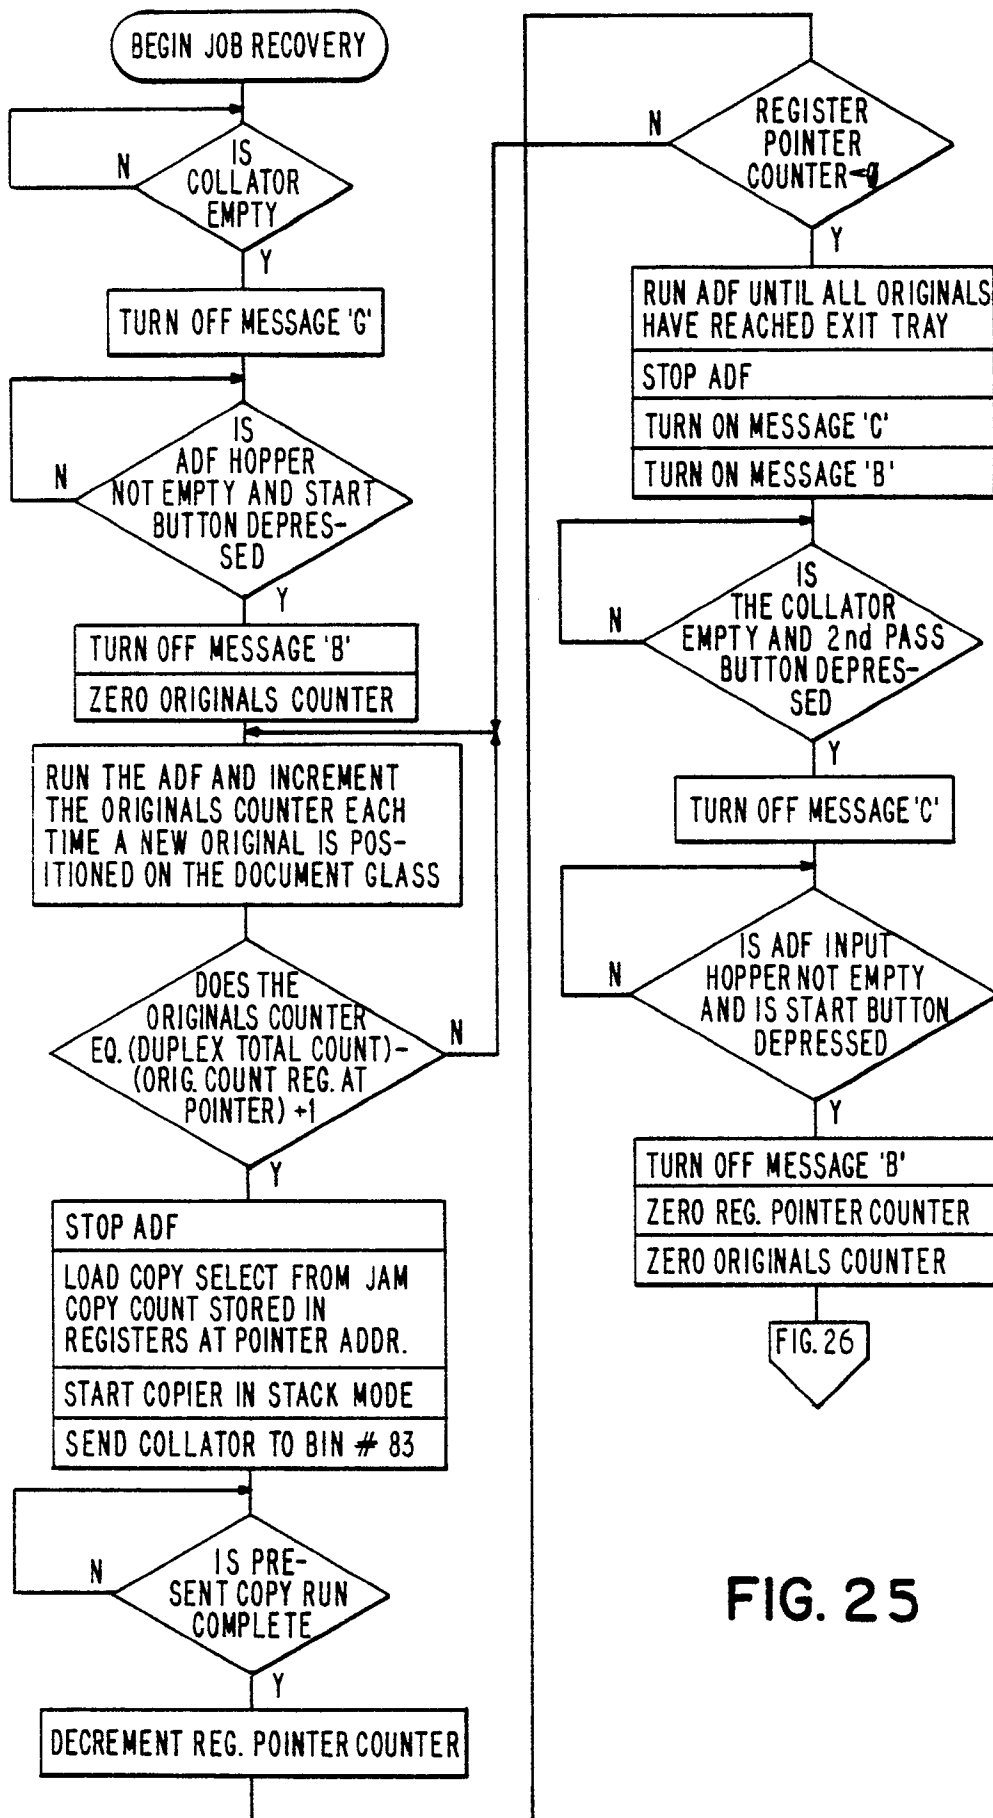 BEGIN JOB RECOVERY
IS
COLLATOR
EMPTY
N
Y
TURN OFF MESSAGE 'G'
IS
ADF HOPPER
NOT EMPTY AND START
BUTTON DEPRES-
SED
N
Y
TURN OFF MESSAGE 'B'
ZERO ORIGINALS COUNTER
RUN THE ADF AND INCREMENT
THE ORIGINALS COUNTER EACH
TIME A NEW ORIGINAL IS POS-
ITIONED ON THE DOCUMENT GLASS
DOES THE
ORIGINALS COUNTER
EQ. (DUPLEX TOTAL COUNT)-
(ORIG. COUNT REG. AT
POINTER) +1
N
Y
STOP ADF
LOAD COPY SELECT FROM JAM
COPY COUNT STORED IN
REGISTERS AT POINTER ADDR.
START COPIER IN STACK MODE
SEND COLLATOR TO BIN # 83
IS PRE-
SENT COPY RUN
COMPLETE
N
Y
DECREMENT REG. POINTER COUNTER
REGISTER
POINTER
COUNTER
N
Y
RUN ADF UNTIL ALL ORIGINALS
HAVE REACHED EXIT TRAY
STOP ADF
TURN ON MESSAGE 'C'
TURN ON MESSAGE 'B'
IS
THE COLLATOR
EMPTY AND 2nd PASS
BUTTON DEPRES-
SED
N
Y
TURN OFF MESSAGE 'C'
IS ADF INPUT
HOPPER NOT EMPTY
AND IS START BUTTON
DEPRESSED
N
Y
TURN OFF MESSAGE 'B'
ZERO REG. POINTER COUNTER
ZERO ORIGINALS COUNTER
FIG. 26
FIG. 25